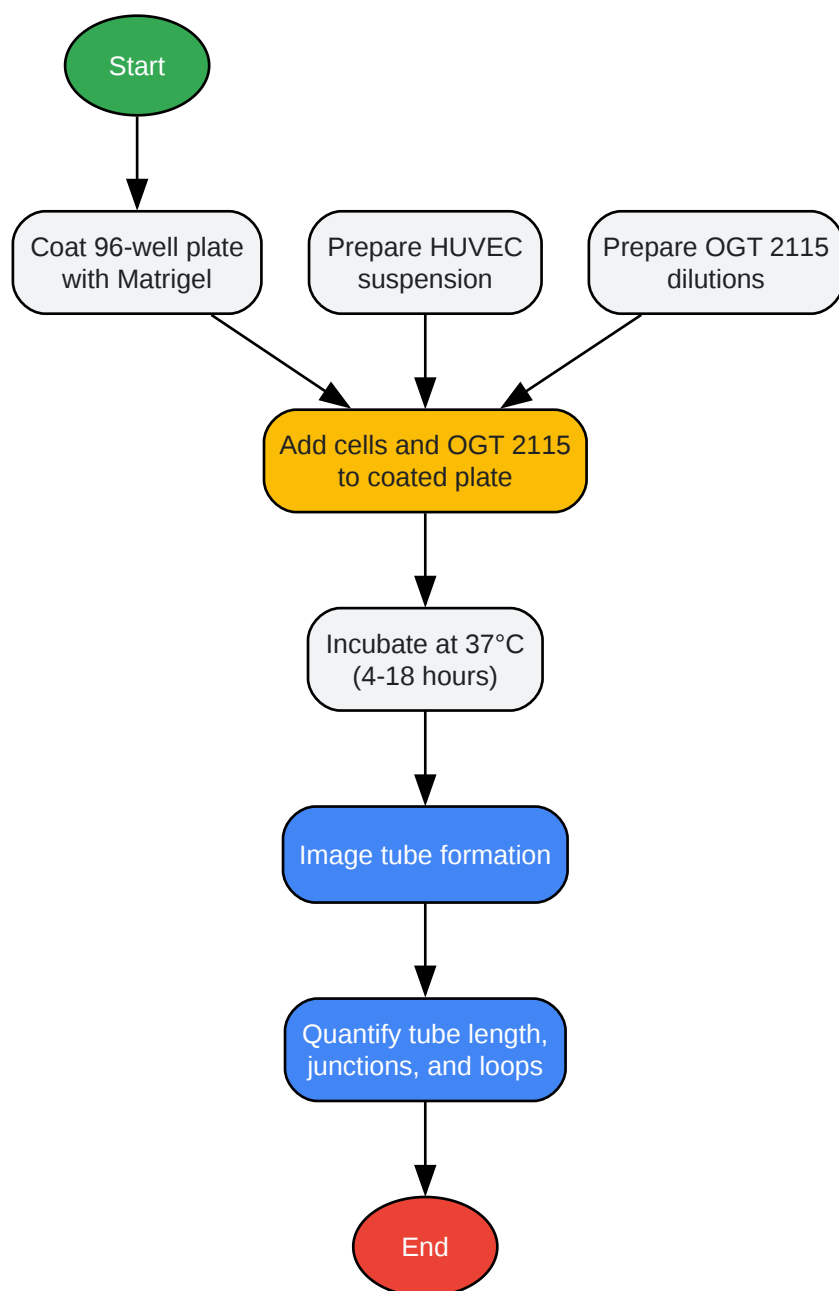 Start
Coat 96-well plate
with Matrigel
Prepare HUVEC
suspension
Prepare OGT 2115
dilutions
Add cells and OGT 2115
to coated plate
Incubate at 37°C
(4-18 hours)
Image tube formation
Quantify tube length,
junctions, and loops
End